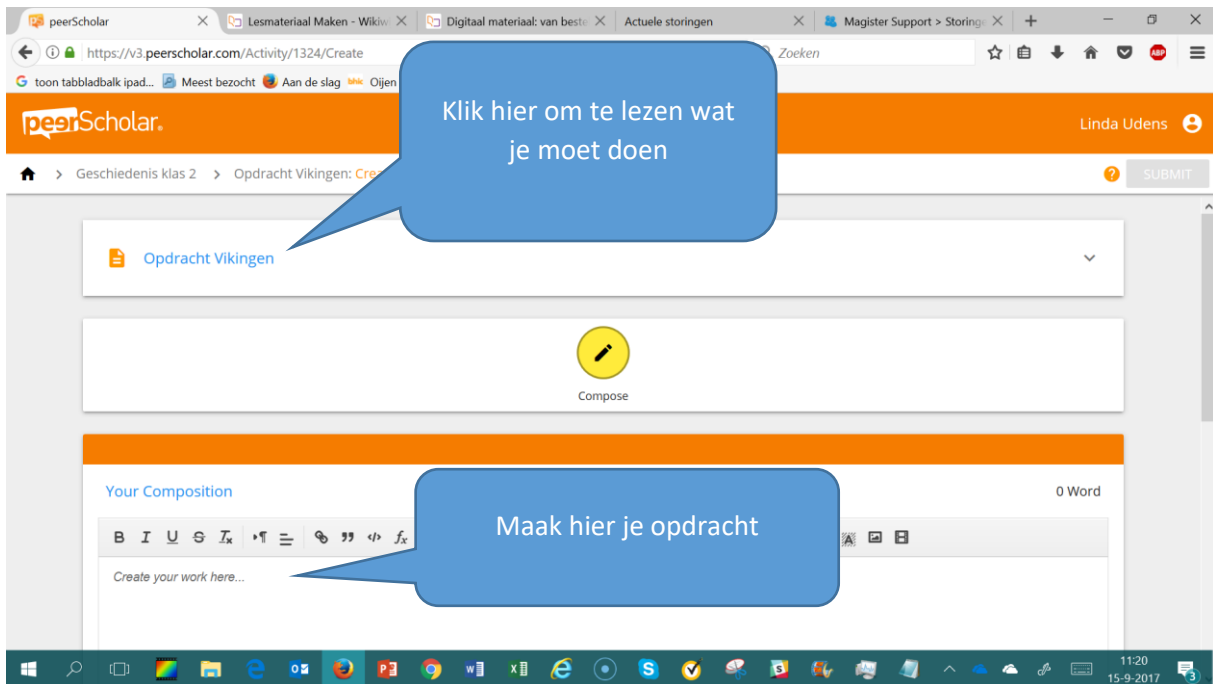 peerScholar
Lesmateriaal Maken - Wikiw
Digitaal materiaal: van beste
Actuele storingen
Magister Support > Storing
https://v3.peerscholar.com/Activity/1324/Create
Zoeken
ABP
toon tabbladbalk ipad...
Meest bezocht
Aan de slag
bhic
Oijen
Klik hier om te lezen wat
je moet doen
peerScholar.
Linda Udens
Geschiedenis klas 2 > Opdracht Vikingen: Cre
SUBMIT
Opdracht Vikingen
Compose
Your Composition
0 Word
Maak hier je opdracht
Create your work here...
11:20
15-9-2017